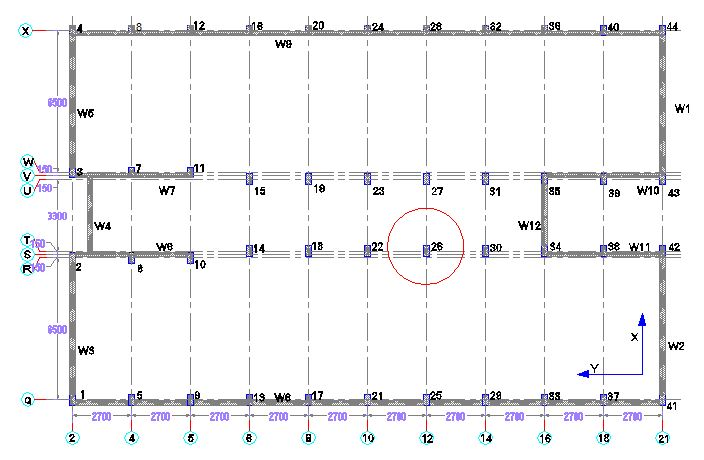 X 4 8 12 16 20 24 28 32 36 40 44
W9
6500 W5 W1
W 3 7 11
V 150
U 150 W7 15 19 23 27 31 35 39 W10 43
3300 W4 W12
T 150 14 18 22 26 30 34 38 W11 42
S W6
R 150 2 6 10
X
6500 W3 Y W2
Q 1 5 9 13 W8 17 21 25 29 33 37 41
2700 2700 2700 2700 2700 2700 2700 2700 2700 2700
2 4 5 6 8 10 12 14 16 18 21